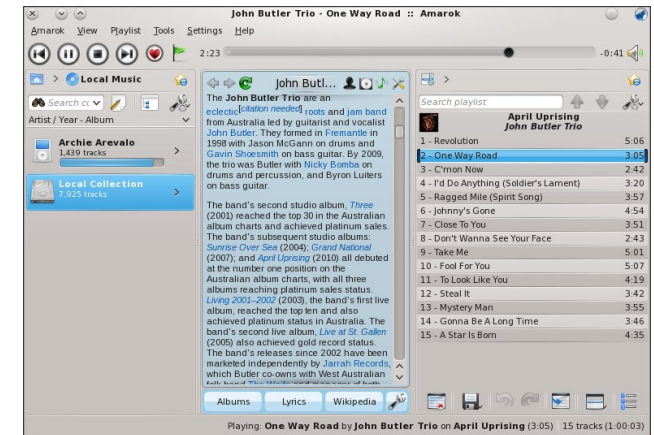 John Butler Trio - One Way Road :: Amarok
Amarok View Playlist Tools Settings Help
2:23 -0:41
Local Music
Search cc
Artist / Year - Album
Archie Arevalo
1,439 tracks
Local Collection
7,925 tracks
John Butl...
The John Butler Trio are an
eclectic[citation needed] roots and jam band
from Australia led by guitarist and vocalist
John Butler. They formed in Fremantle in
1998 with Jason McGann on drums and
Gavin Shoesmith on bass guitar. By 2009,
the trio was Butler with Nicky Bomba on
drums and percussion, and Byron Luiters
on bass guitar.
The band's second studio album, Three
(2001) reached the top 30 in the Australian
album charts and achieved platinum sales.
The band's subsequent studio albums:
Sunrise Over Sea (2004); Grand National
(2007); and April Uprising (2010) all debuted
at the number one position on the
Australian album charts, with all three
albums reaching platinum sales status.
Living 2001–2002 (2003), the band's first live
album, reached the top ten and also
achieved platinum status in Australia. The
band's second live album, Live at St. Gallen
(2005) also achieved gold record status.
The band's releases since 2002 have been
marketed independently by Jarrah Records,
which Butler co-owns with West Australian
folk band The Waifs and manager of both
Albums Lyrics Wikipedia
Search playlist
April Uprising
John Butler Trio
1 - Revolution 5:06
2 - One Way Road 3:05
3 - C'mon Now 2:42
4 - I'd Do Anything (Soldier's Lament) 3:20
5 - Ragged Mile (Spirit Song) 3:57
6 - Johnny's Gone 4:54
7 - Close To You 3:51
8 - Don't Wanna See Your Face 2:43
9 - Take Me 5:01
10 - Fool For You 5:07
11 - To Look Like You 4:19
12 - Steal It 3:42
13 - Mystery Man 3:55
14 - Gonna Be A Long Time 3:46
15 - A Star Is Born 4:35
Playing: One Way Road by John Butler Trio on April Uprising (3:05) 15 tracks (1:00:03)